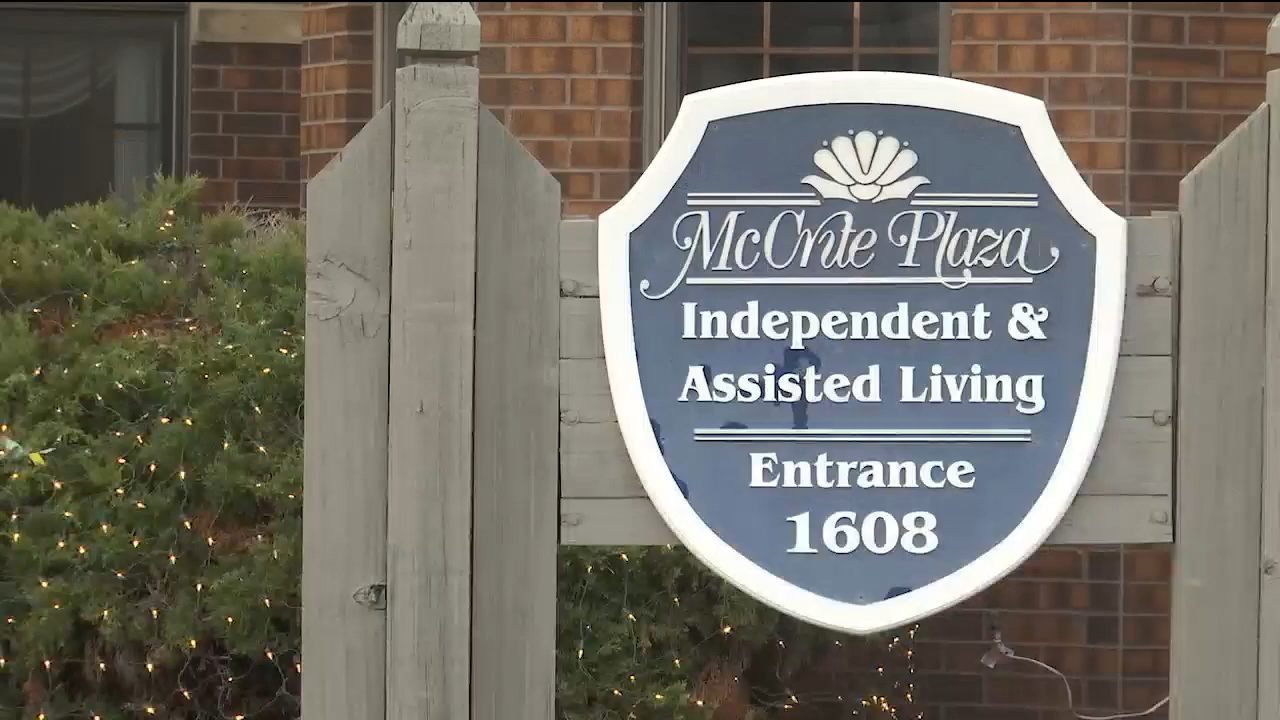 McCrite Plaza
Independent &
Assisted Living
Entrance
1608